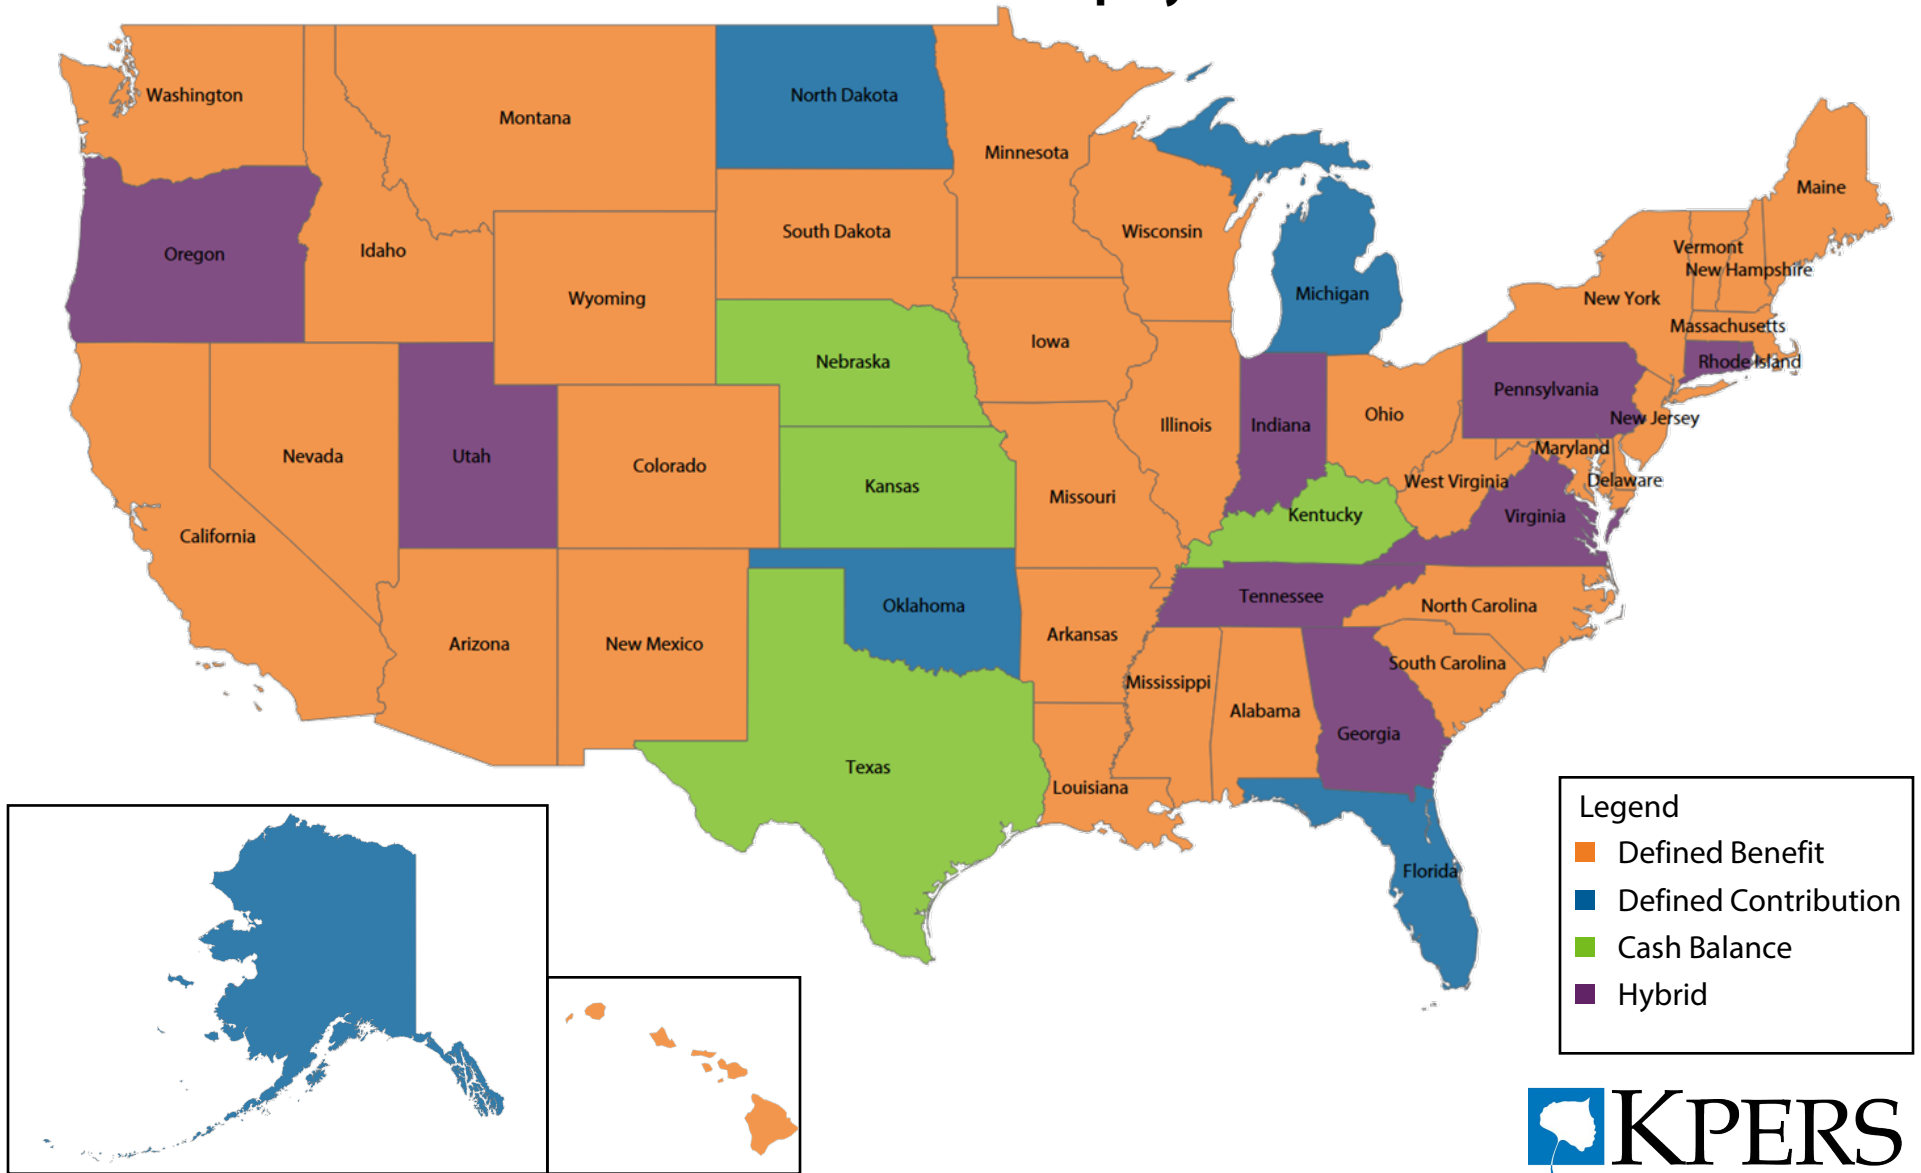 Washington
Montana
North Dakota
Minnesota
Maine
Oregon
Idaho
South Dakota
Wisconsin
Vermont
New Hampshire
Wyoming
Michigan
New York
Massachusetts
Iowa
Nebraska
Rhode Island
Pennsylvania
Nevada
Utah
Colorado
Illinois
Indiana
Ohio
New Jersey
Maryland
Kansas
Missouri
West Virginia
Delaware
California
Kentucky
Virginia
Oklahoma
Tennessee
North Carolina
Arizona
New Mexico
Arkansas
South Carolina
Mississippi
Alabama
Georgia
Texas
Louisiana
Florida
Legend
Defined Benefit
Defined Contribution
Cash Balance
Hybrid
KPERS